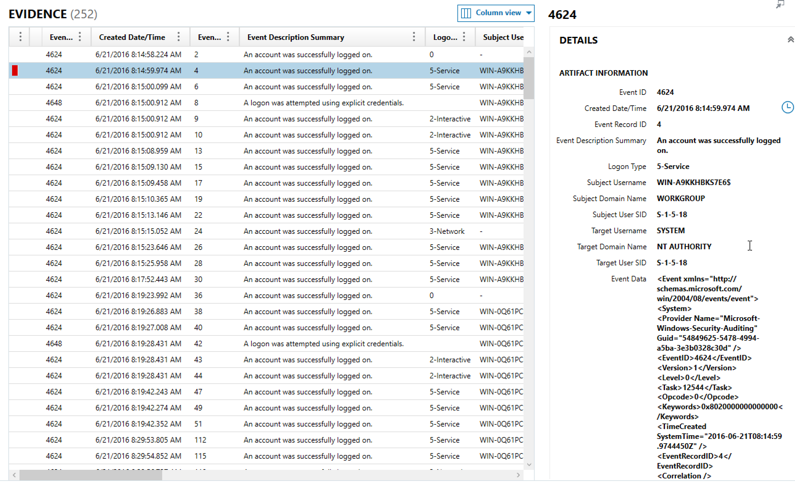 EVIDENCE (252)
Column view
Even... Created Date/Time Even... Event Description Summary Logo... Subject Use
4624 6/21/2016 8:14:58.224 AM 2 An account was successfully logged on. 0 -
4624 6/21/2016 8:14:59.974 AM 4 An account was successfully logged on. 5-Service WIN-A9KKHB
4624 6/21/2016 8:15:00.099 AM 6 An account was successfully logged on. 5-Service WIN-A9KKHB
4648 6/21/2016 8:15:00.912 AM 8 A logon was attempted using explicit credentials. WIN-A9KKHB
4624 6/21/2016 8:15:00.912 AM 9 An account was successfully logged on. 2-Interactive WIN-A9KKHB
4624 6/21/2016 8:15:00.912 AM 10 An account was successfully logged on. 2-Interactive WIN-A9KKHB
4624 6/21/2016 8:15:08.959 AM 13 An account was successfully logged on. 5-Service WIN-A9KKHB
4624 6/21/2016 8:15:09.130 AM 15 An account was successfully logged on. 5-Service WIN-A9KKHB
4624 6/21/2016 8:15:09.458 AM 17 An account was successfully logged on. 5-Service WIN-A9KKHB
4624 6/21/2016 8:15:10.365 AM 19 An account was successfully logged on. 5-Service WIN-A9KKHB
4624 6/21/2016 8:15:13.146 AM 22 An account was successfully logged on. 5-Service WIN-A9KKHB
4624 6/21/2016 8:15:15.052 AM 24 An account was successfully logged on. 3-Network -
4624 6/21/2016 8:15:23.646 AM 26 An account was successfully logged on. 5-Service WIN-A9KKHB
4624 6/21/2016 8:15:25.958 AM 28 An account was successfully logged on. 5-Service WIN-A9KKHB
4624 6/21/2016 8:17:52.443 AM 30 An account was successfully logged on. 5-Service WIN-A9KKHB
4624 6/21/2016 8:19:23.992 AM 36 An account was successfully logged on. 0 -
4624 6/21/2016 8:19:26.883 AM 38 An account was successfully logged on. 5-Service WIN-0Q61PC
4624 6/21/2016 8:19:27.008 AM 40 An account was successfully logged on. 5-Service WIN-0Q61PC
4648 6/21/2016 8:19:28.431 AM 42 A logon was attempted using explicit credentials. WIN-0Q61PC
4624 6/21/2016 8:19:28.431 AM 43 An account was successfully logged on. 2-Interactive WIN-0Q61PC
4624 6/21/2016 8:19:28.431 AM 44 An account was successfully logged on. 2-Interactive WIN-0Q61PC
4624 6/21/2016 8:19:42.243 AM 47 An account was successfully logged on. 5-Service WIN-0Q61PC
4624 6/21/2016 8:19:42.274 AM 49 An account was successfully logged on. 5-Service WIN-0Q61PC
4624 6/21/2016 8:19:42.352 AM 51 An account was successfully logged on. 5-Service WIN-0Q61PC
4624 6/21/2016 8:29:53.805 AM 112 An account was successfully logged on. 5-Service WIN-0Q61PC
4624 6/21/2016 8:29:54.852 AM 115 An account was successfully logged on. 5-Service WIN-0Q61PC
4624
DETAILS
ARTIFACT INFORMATION
Event ID 4624
Created Date/Time 6/21/2016 8:14:59.974 AM
Event Record ID 4
Event Description Summary An account was successfully logged
on.
Logon Type 5-Service
Subject Username WIN-A9KKHBKS7E6$
Subject Domain Name WORKGROUP
Subject User SID S-1-5-18
Target Username SYSTEM
Target Domain Name NT AUTHORITY
Target User SID S-1-5-18
Event Data <Event xmlns="http://
schemas.microsoft.com/
win/2004/08/events/event">
<System>
<Provider Name="Microsoft-
Windows-Security-Auditing"
Guid="54849625-5478-4994-
a5ba-3e3b0328c30d" />
<EventID>4624</EventID>
<Version>1</Version>
<Level>0</Level>
<Task>12544</Task>
<Opcode>0</Opcode>
<Keywords>0x8020000000000000<
/Keywords>
<TimeCreated
SystemTime="2016-06-21T08:14:59
.9744450Z" />
<EventRecordID>4</
EventRecordID>
<Correlation />